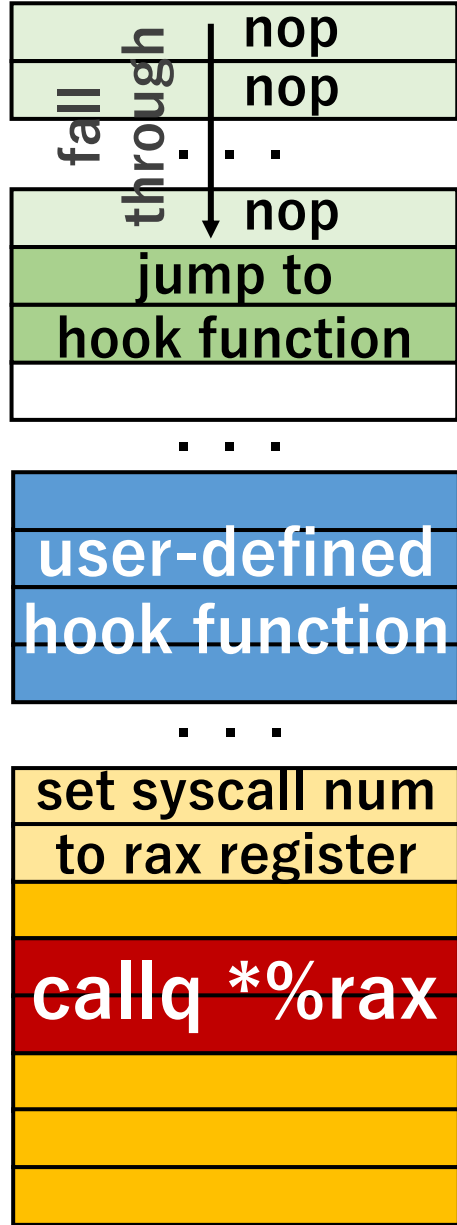 nop
nop
fall
through
. . .
nop
jump to
hook function
. . .
user-defined
hook function
. . .
set syscall num
to rax register
callq *%rax